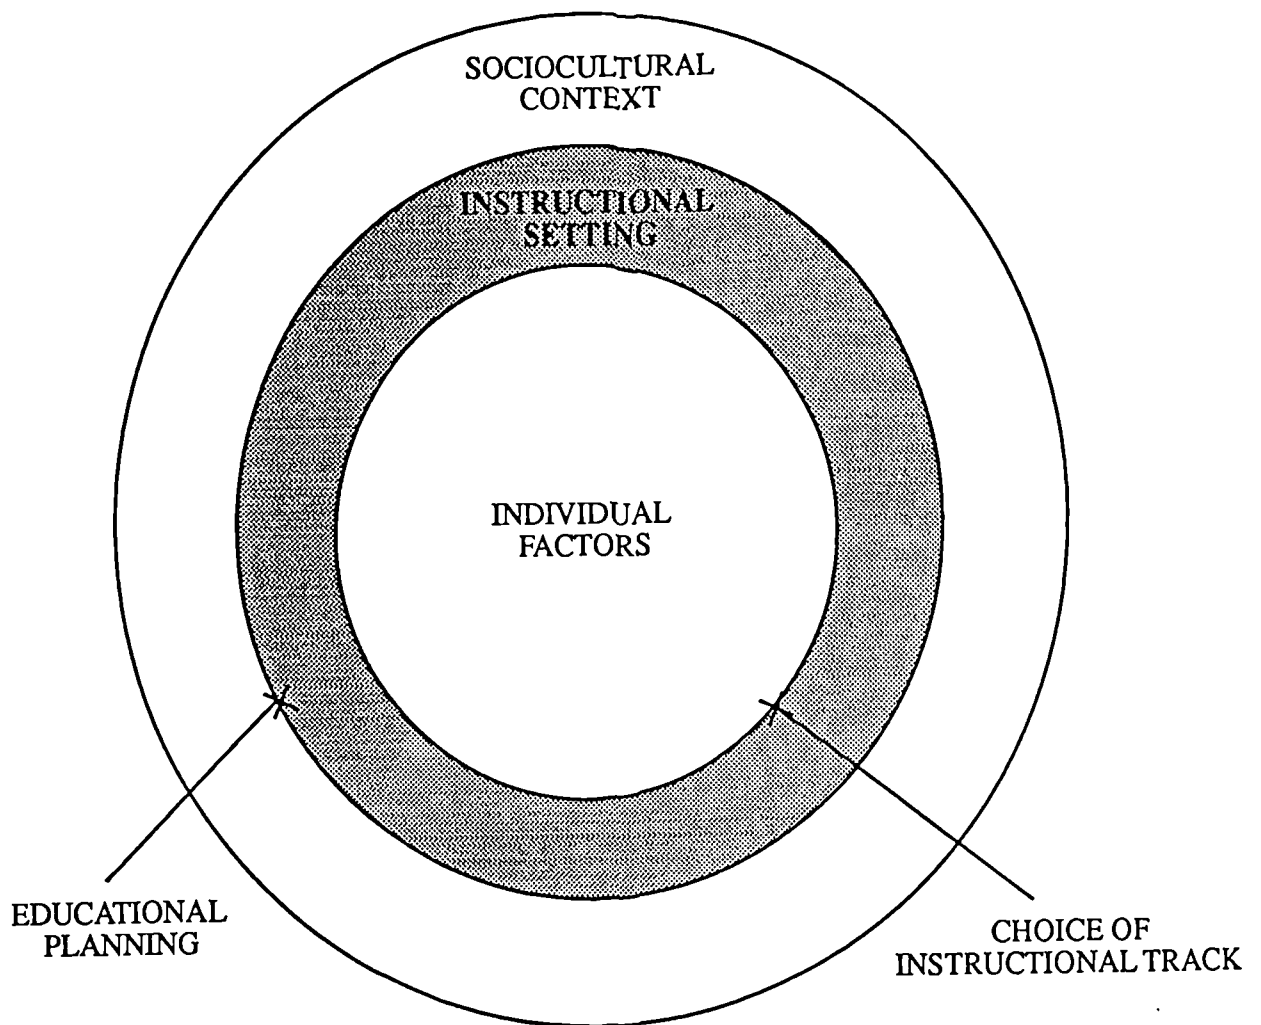 SOCIOCULTURAL
CONTEXT
INSTRUCTIONAL
SETTING
INDIVIDUAL
FACTORS
EDUCATIONAL
PLANNING
CHOICE OF
INSTRUCTIONAL TRACK